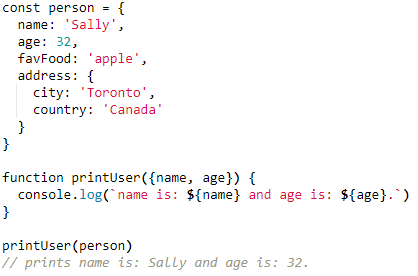 const person = {
  name: 'Sally',
  age: 32,
  favFood: 'apple',
  address: {
    city: 'Toronto',
    country: 'Canada'
  }
}

function printUser({name, age}) {
  console.log(`name is: ${name} and age is: ${age}.`)
}

printUser(person)
// prints name is: Sally and age is: 32.